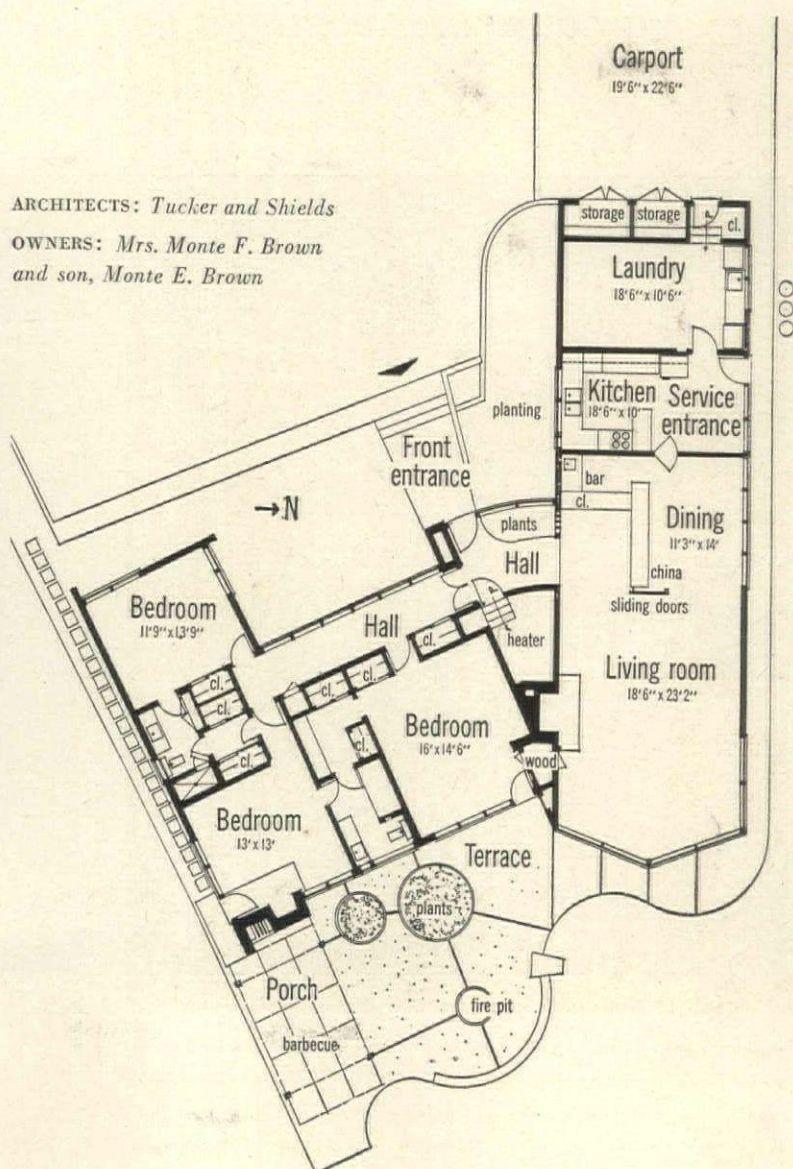 Carport
19'6" x 22'6"
ARCHITECTS: Tucker and Shields
OWNERS: Mrs. Monte F. Brown
and son, Monte E. Brown
storage
storage
cl.
Laundry
18'6" x 10'6"
Kitchen
18'6" x 10'
Service
entrance
planting
Front
entrance
bar
cl.
plants
Dining
11'3" x 14'
Hall
china
sliding doors
N
Bedroom
11'9" x 13'9"
Hall
heater
cl.
Living room
18'6" x 23'2"
cl.
cl.
cl.
cl.
Bedroom
16' x 14'6"
cl.
cl.
wood
Bedroom
13' x 13'
Terrace
plants
Porch
fire pit
barbecue